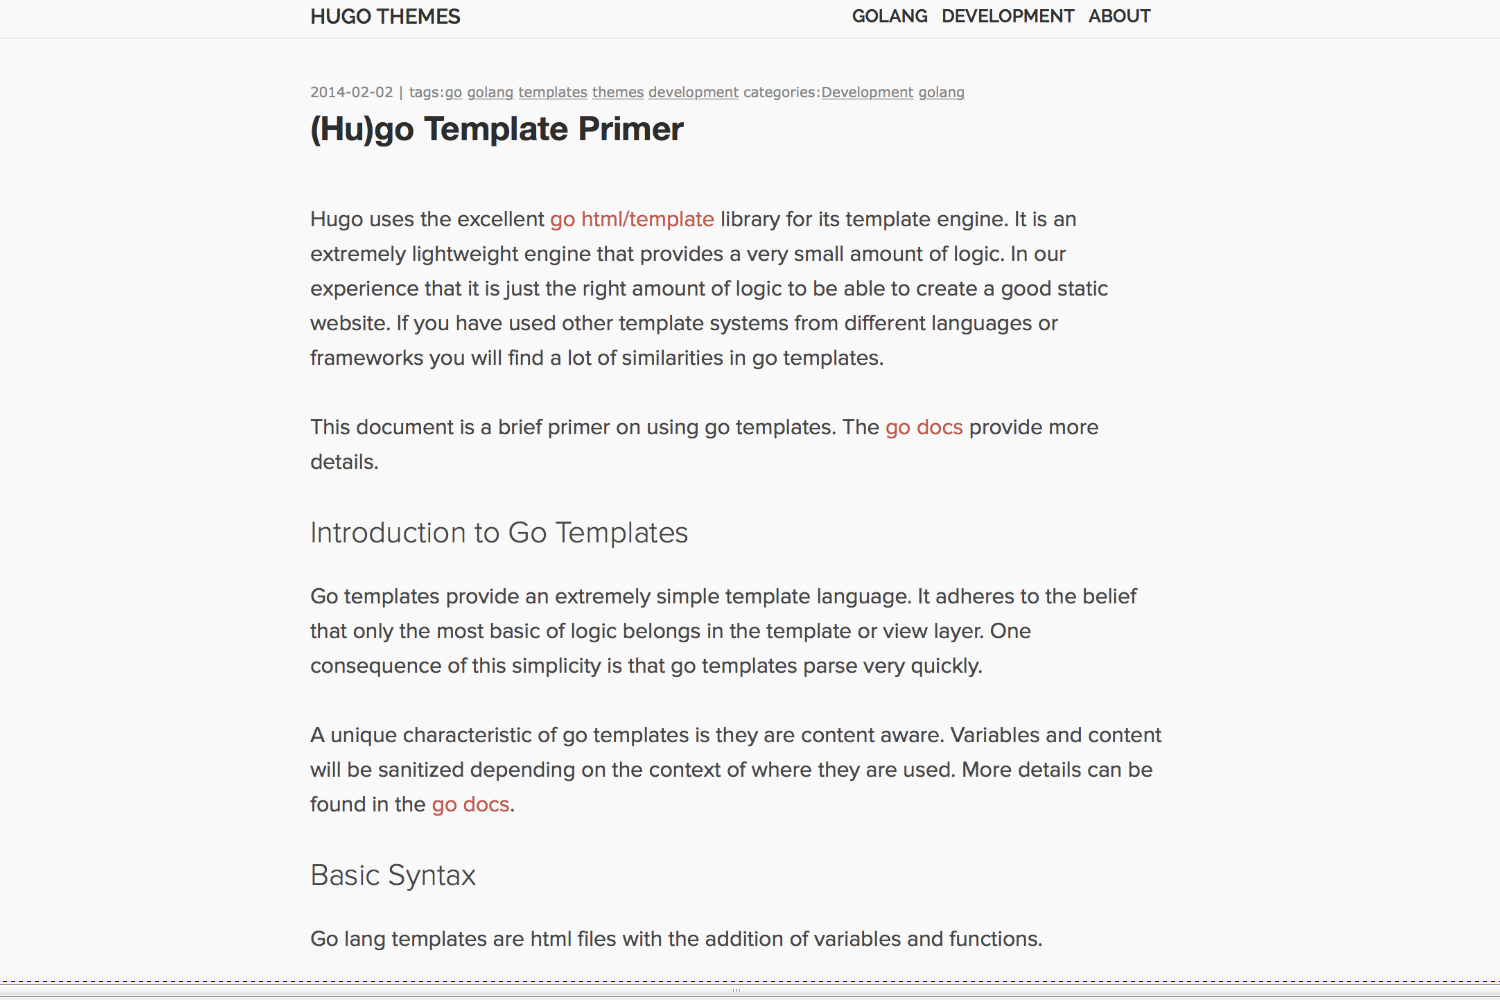 HUGO THEMES
GOLANG DEVELOPMENT ABOUT
2014-02-02 | tags:go golang templates themes development categories:Development golang
(Hu)go Template Primer
Hugo uses the excellent go html/template library for its template engine. It is an
extremely lightweight engine that provides a very small amount of logic. In our
experience that it is just the right amount of logic to be able to create a good static
website. If you have used other template systems from different languages or
frameworks you will find a lot of similarities in go templates.
This document is a brief primer on using go templates. The go docs provide more
details.
Introduction to Go Templates
Go templates provide an extremely simple template language. It adheres to the belief
that only the most basic of logic belongs in the template or view layer. One
consequence of this simplicity is that go templates parse very quickly.
A unique characteristic of go templates is they are content aware. Variables and content
will be sanitized depending on the context of where they are used. More details can be
found in the go docs.
Basic Syntax
Go lang templates are html files with the addition of variables and functions.